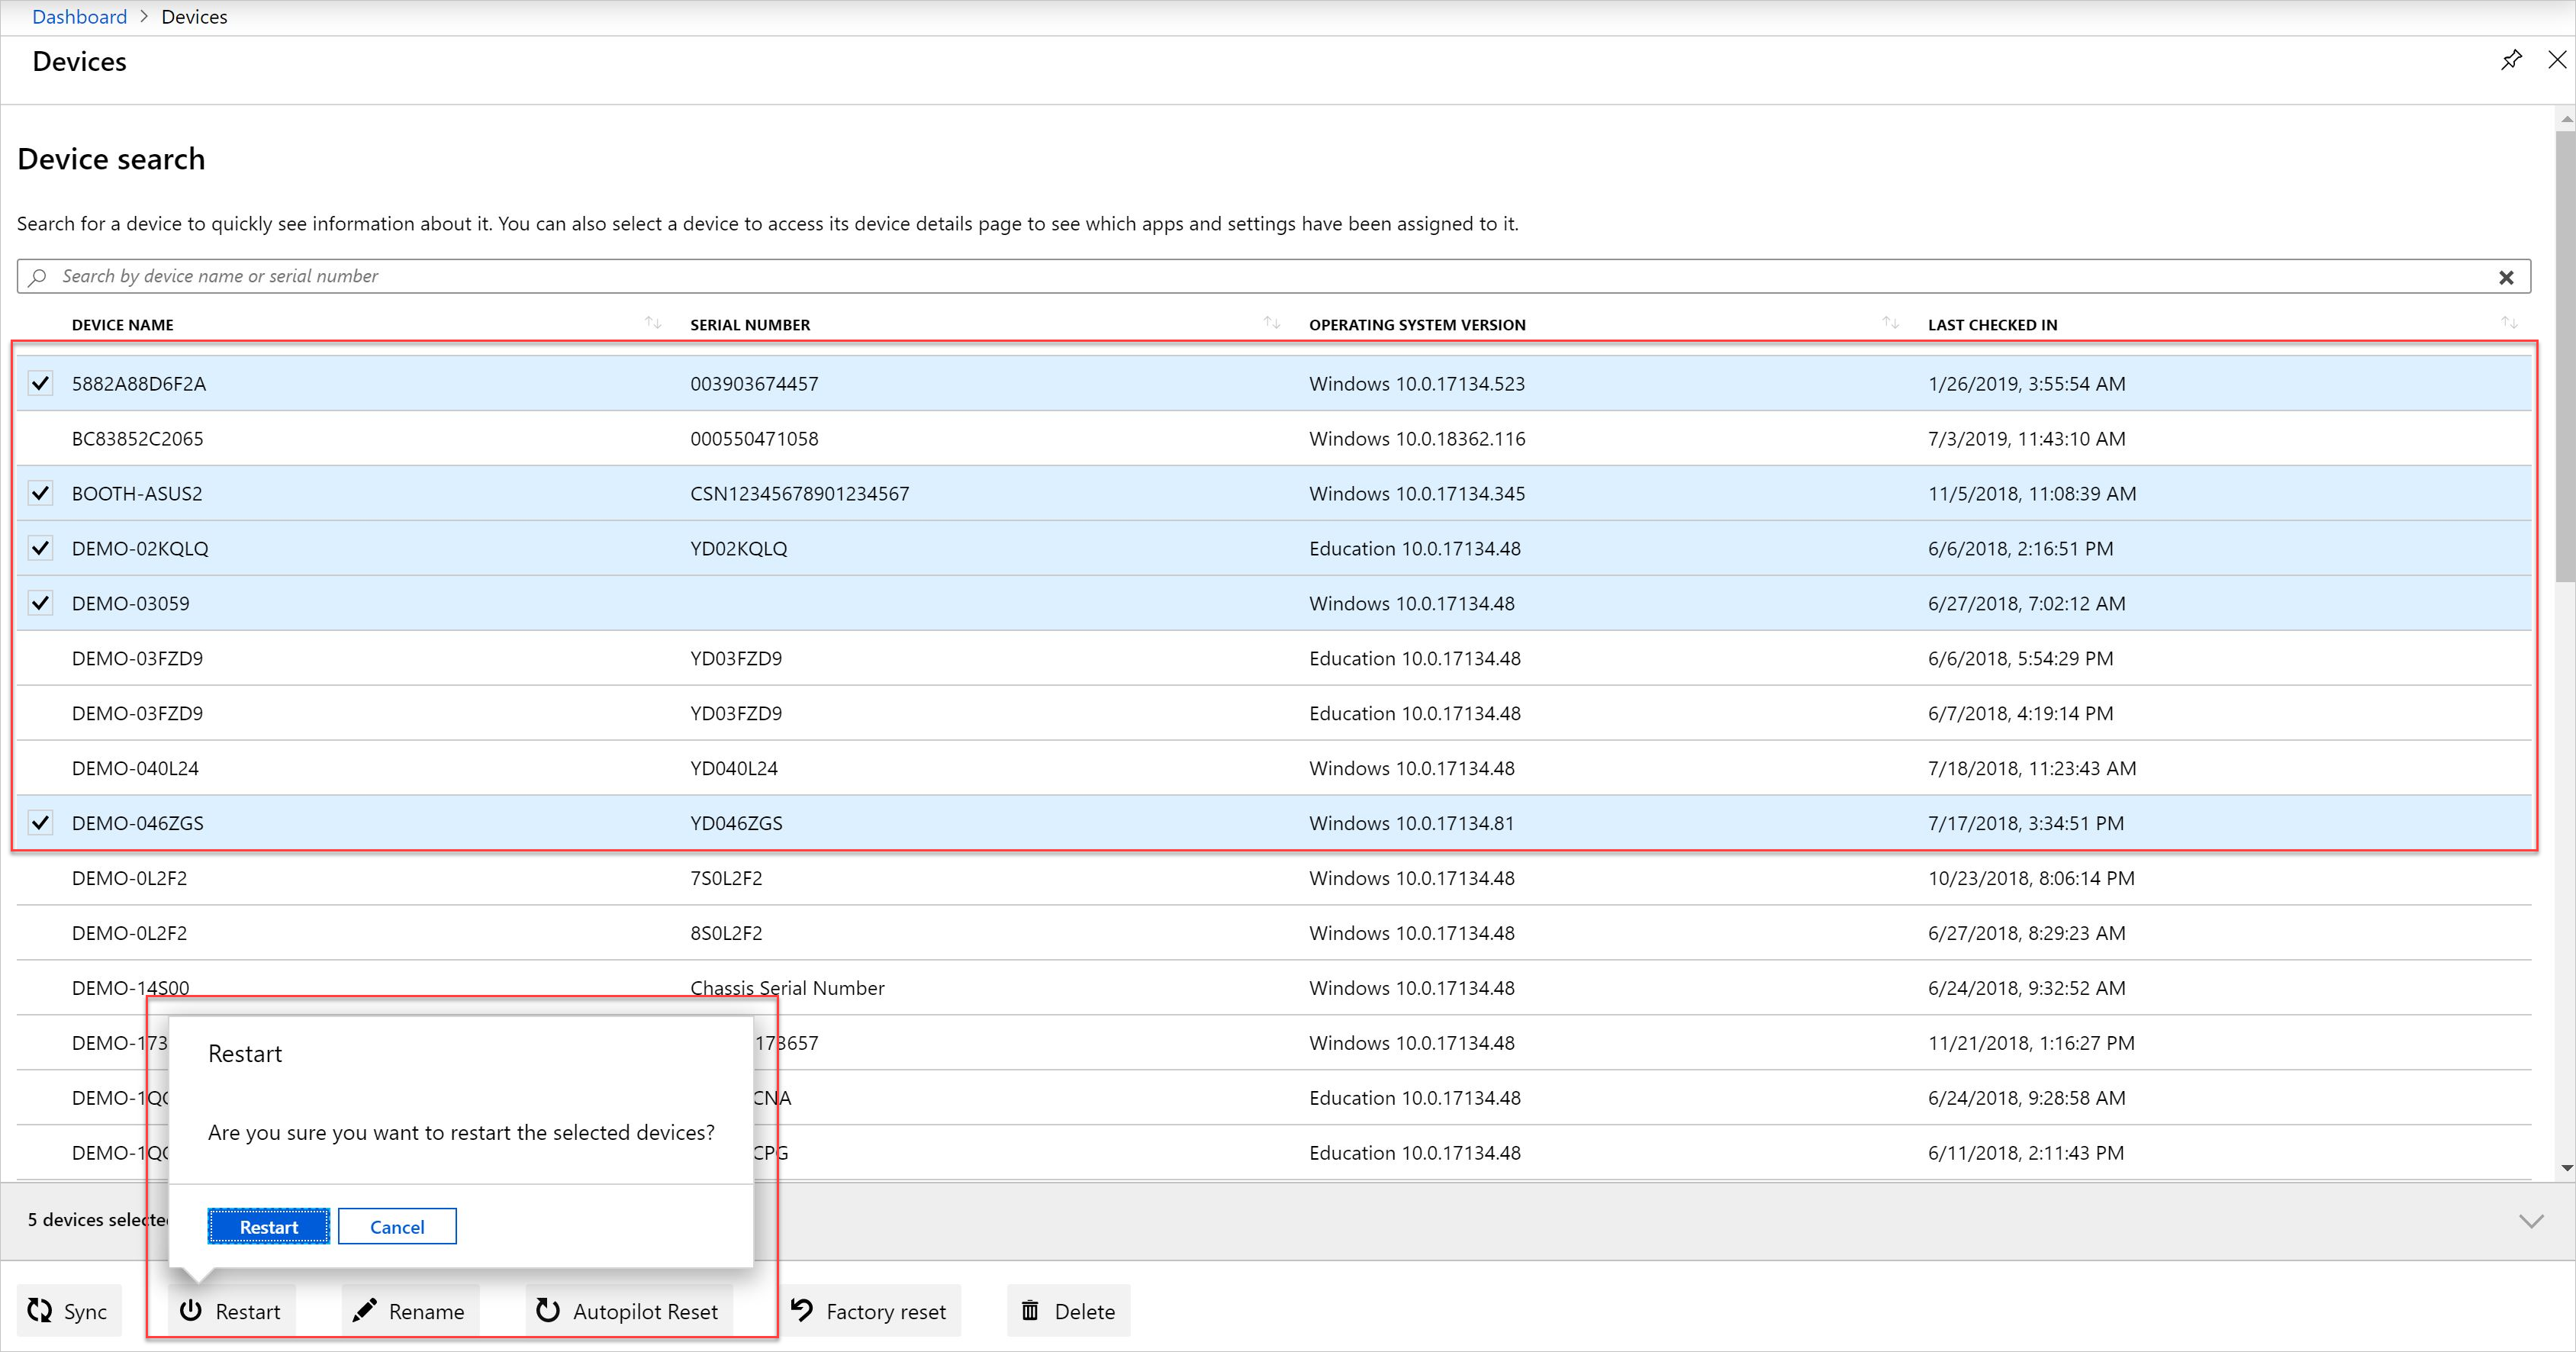 Dashboard > Devices
Devices
Device search
Search for a device to quickly see information about it. You can also select a device to access its device details page to see which apps and settings have been assigned to it.
Search by device name or serial number
DEVICE NAME SERIAL NUMBER OPERATING SYSTEM VERSION LAST CHECKED IN
5882A88D6F2A 003903674457 Windows 10.0.17134.523 1/26/2019, 3:55:54 AM
BC83852C2065 000550471058 Windows 10.0.18362.116 7/3/2019, 11:43:10 AM
BOOTH-ASUS2 CSN12345678901234567 Windows 10.0.17134.345 11/5/2018, 11:08:39 AM
DEMO-02KQLQ YD02KQLQ Education 10.0.17134.48 6/6/2018, 2:16:51 PM
DEMO-03059 Windows 10.0.17134.48 6/27/2018, 7:02:12 AM
DEMO-03FZD9 YD03FZD9 Education 10.0.17134.48 6/6/2018, 5:54:29 PM
DEMO-03FZD9 YD03FZD9 Education 10.0.17134.48 6/7/2018, 4:19:14 PM
DEMO-040L24 YD040L24 Windows 10.0.17134.48 7/18/2018, 11:23:43 AM
DEMO-046ZGS YD046ZGS Windows 10.0.17134.81 7/17/2018, 3:34:51 PM
DEMO-0L2F2 7S0L2F2 Windows 10.0.17134.48 10/23/2018, 8:06:14 PM
DEMO-0L2F2 8S0L2F2 Windows 10.0.17134.48 6/27/2018, 8:29:23 AM
DEMO-14S00 Chassis Serial Number Windows 10.0.17134.48 6/24/2018, 9:32:52 AM
DEMO-173 173657 Windows 10.0.17134.48 11/21/2018, 1:16:27 PM
DEMO-1Q CNA Education 10.0.17134.48 6/24/2018, 9:28:58 AM
DEMO-1Q CPG Education 10.0.17134.48 6/11/2018, 2:11:43 PM
Restart
Are you sure you want to restart the selected devices?
Restart Cancel
5 devices selecte
Sync Restart Rename Autopilot Reset Factory reset Delete